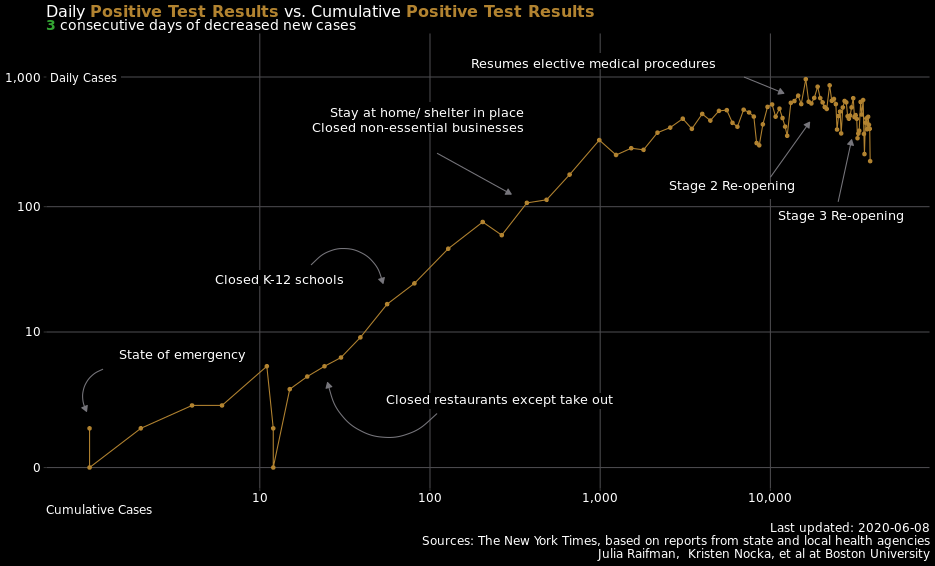 Daily Positive Test Results vs. Cumulative Positive Test Results
3 consecutive days of decreased new cases
Resumes elective medical procedures
1,000 Daily Cases
Stay at home/ shelter in place
Closed non-essential businesses
Stage 2 Re-opening
100
Stage 3 Re-opening
Closed K-12 schools
10
State of emergency
Closed restaurants except take out
0
10 100 1,000 10,000
Cumulative Cases
Last updated: 2020-06-08
Sources: The New York Times, based on reports from state and local health agencies
Julia Raifman,  Kristen Nocka, et al at Boston University